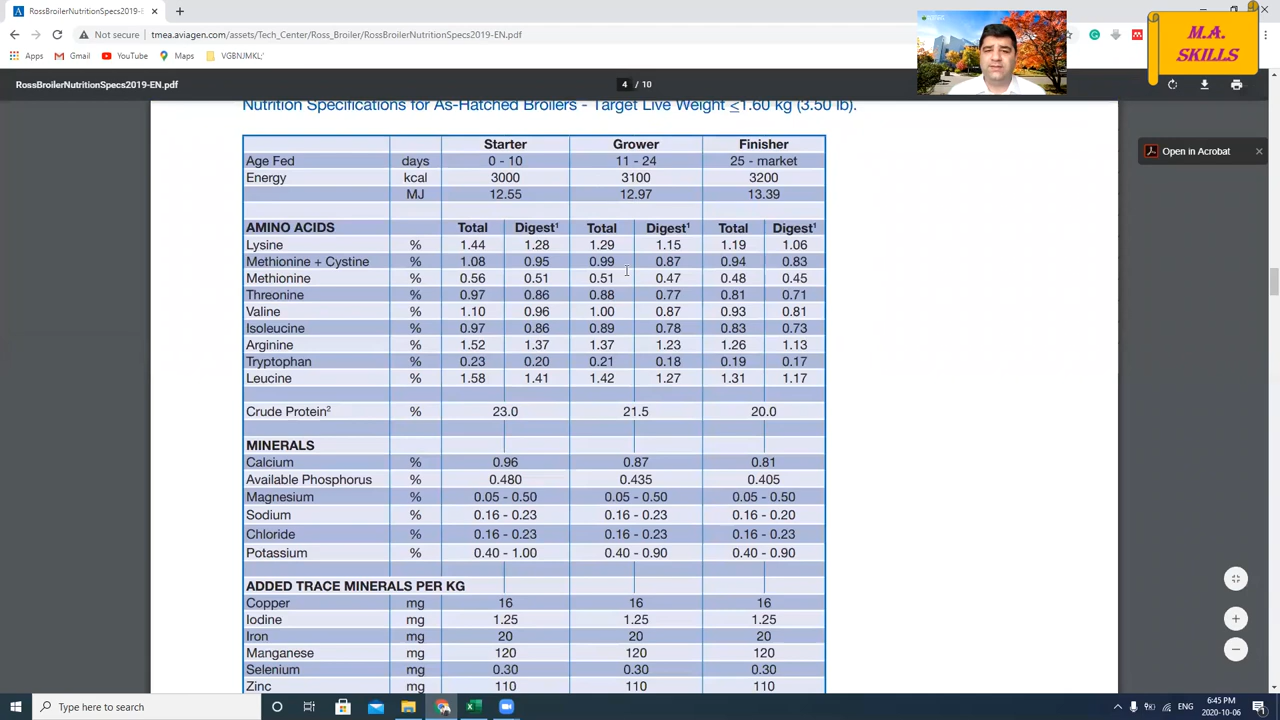 RossBroilerNutritionSpecs2019-E
Not secure
tmea.aviagen.com/assets/Tech_Center/Ross_Broiler/RossBroilerNutritionSpecs2019-EN.pdf
Apps Gmail YouTube Maps VGBNJMKL;'
M.A.
SKILLS
RossBroilerNutritionSpecs2019-EN.pdf
4 / 10
Open in Acrobat
Nutrition Specifications for As-Hatched Broilers - Target Live Weight <1.60 kg (3.50 lb).
Starter Grower Finisher
Age Fed days 0 - 10 11 - 24 25 - market
Energy kcal 3000 3100 3200
MJ 12.55 12.97 13.39
AMINO ACIDS Total Digest¹ Total Digest¹ Total Digest¹
Lysine % 1.44 1.28 1.29 1.15 1.19 1.06
Methionine + Cystine % 1.08 0.95 0.99 0.87 0.94 0.83
Methionine % 0.56 0.51 0.51 0.47 0.48 0.45
Threonine % 0.97 0.86 0.88 0.77 0.81 0.71
Valine % 1.10 0.96 1.00 0.87 0.93 0.81
Isoleucine % 0.97 0.86 0.89 0.78 0.83 0.73
Arginine % 1.52 1.37 1.37 1.23 1.26 1.13
Tryptophan % 0.23 0.20 0.21 0.18 0.19 0.17
Leucine % 1.58 1.41 1.42 1.27 1.31 1.17
Crude Protein² % 23.0 21.5 20.0
MINERALS
Calcium % 0.96 0.87 0.81
Available Phosphorus % 0.480 0.435 0.405
Magnesium % 0.05 - 0.50 0.05 - 0.50 0.05 - 0.50
Sodium % 0.16 - 0.23 0.16 - 0.23 0.16 - 0.20
Chloride % 0.16 - 0.23 0.16 - 0.23 0.16 - 0.23
Potassium % 0.40 - 1.00 0.40 - 0.90 0.40 - 0.90
ADDED TRACE MINERALS PER KG
Copper mg 16 16 16
Iodine mg 1.25 1.25 1.25
Iron mg 20 20 20
Manganese mg 120 120 120
Selenium mg 0.30 0.30 0.30
Zinc mg 110 110 110
Type here to search
ENG
6:45 PM
2020-10-06